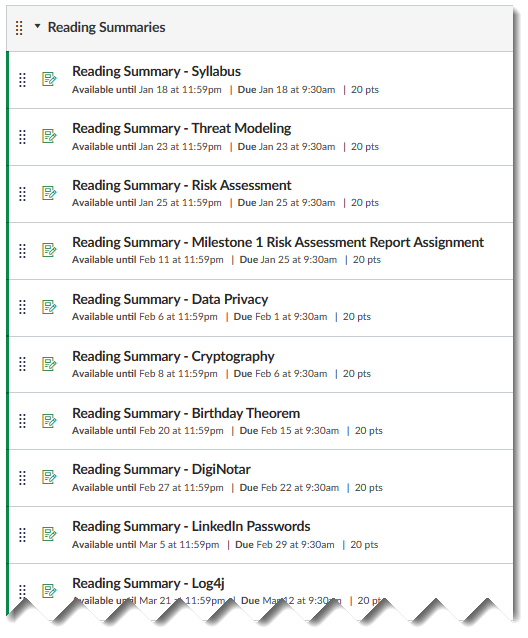 Reading Summaries
Reading Summary - Syllabus
Available until Jan 18 at 11:59pm | Due Jan 18 at 9:30am | 20 pts
Reading Summary - Threat Modeling
Available until Jan 23 at 11:59pm | Due Jan 23 at 9:30am | 20 pts
Reading Summary - Risk Assessment
Available until Jan 25 at 11:59pm | Due Jan 25 at 9:30am | 20 pts
Reading Summary - Milestone 1 Risk Assessment Report Assignment
Available until Feb 11 at 11:59pm | Due Jan 25 at 9:30am | 20 pts
Reading Summary - Data Privacy
Available until Feb 6 at 11:59pm | Due Feb 1 at 9:30am | 20 pts
Reading Summary - Cryptography
Available until Feb 8 at 11:59pm | Due Feb 6 at 9:30am | 20 pts
Reading Summary - Birthday Theorem
Available until Feb 20 at 11:59pm | Due Feb 15 at 9:30am | 20 pts
Reading Summary - DigiNotar
Available until Feb 27 at 11:59pm | Due Feb 22 at 9:30am | 20 pts
Reading Summary - LinkedIn Passwords
Available until Mar 5 at 11:59pm | Due Feb 29 at 9:30am | 20 pts
Reading Summary - Log4j
Available until Mar 21 at 11:59pm | Due Mar 12 at 9:30am | 20 pts